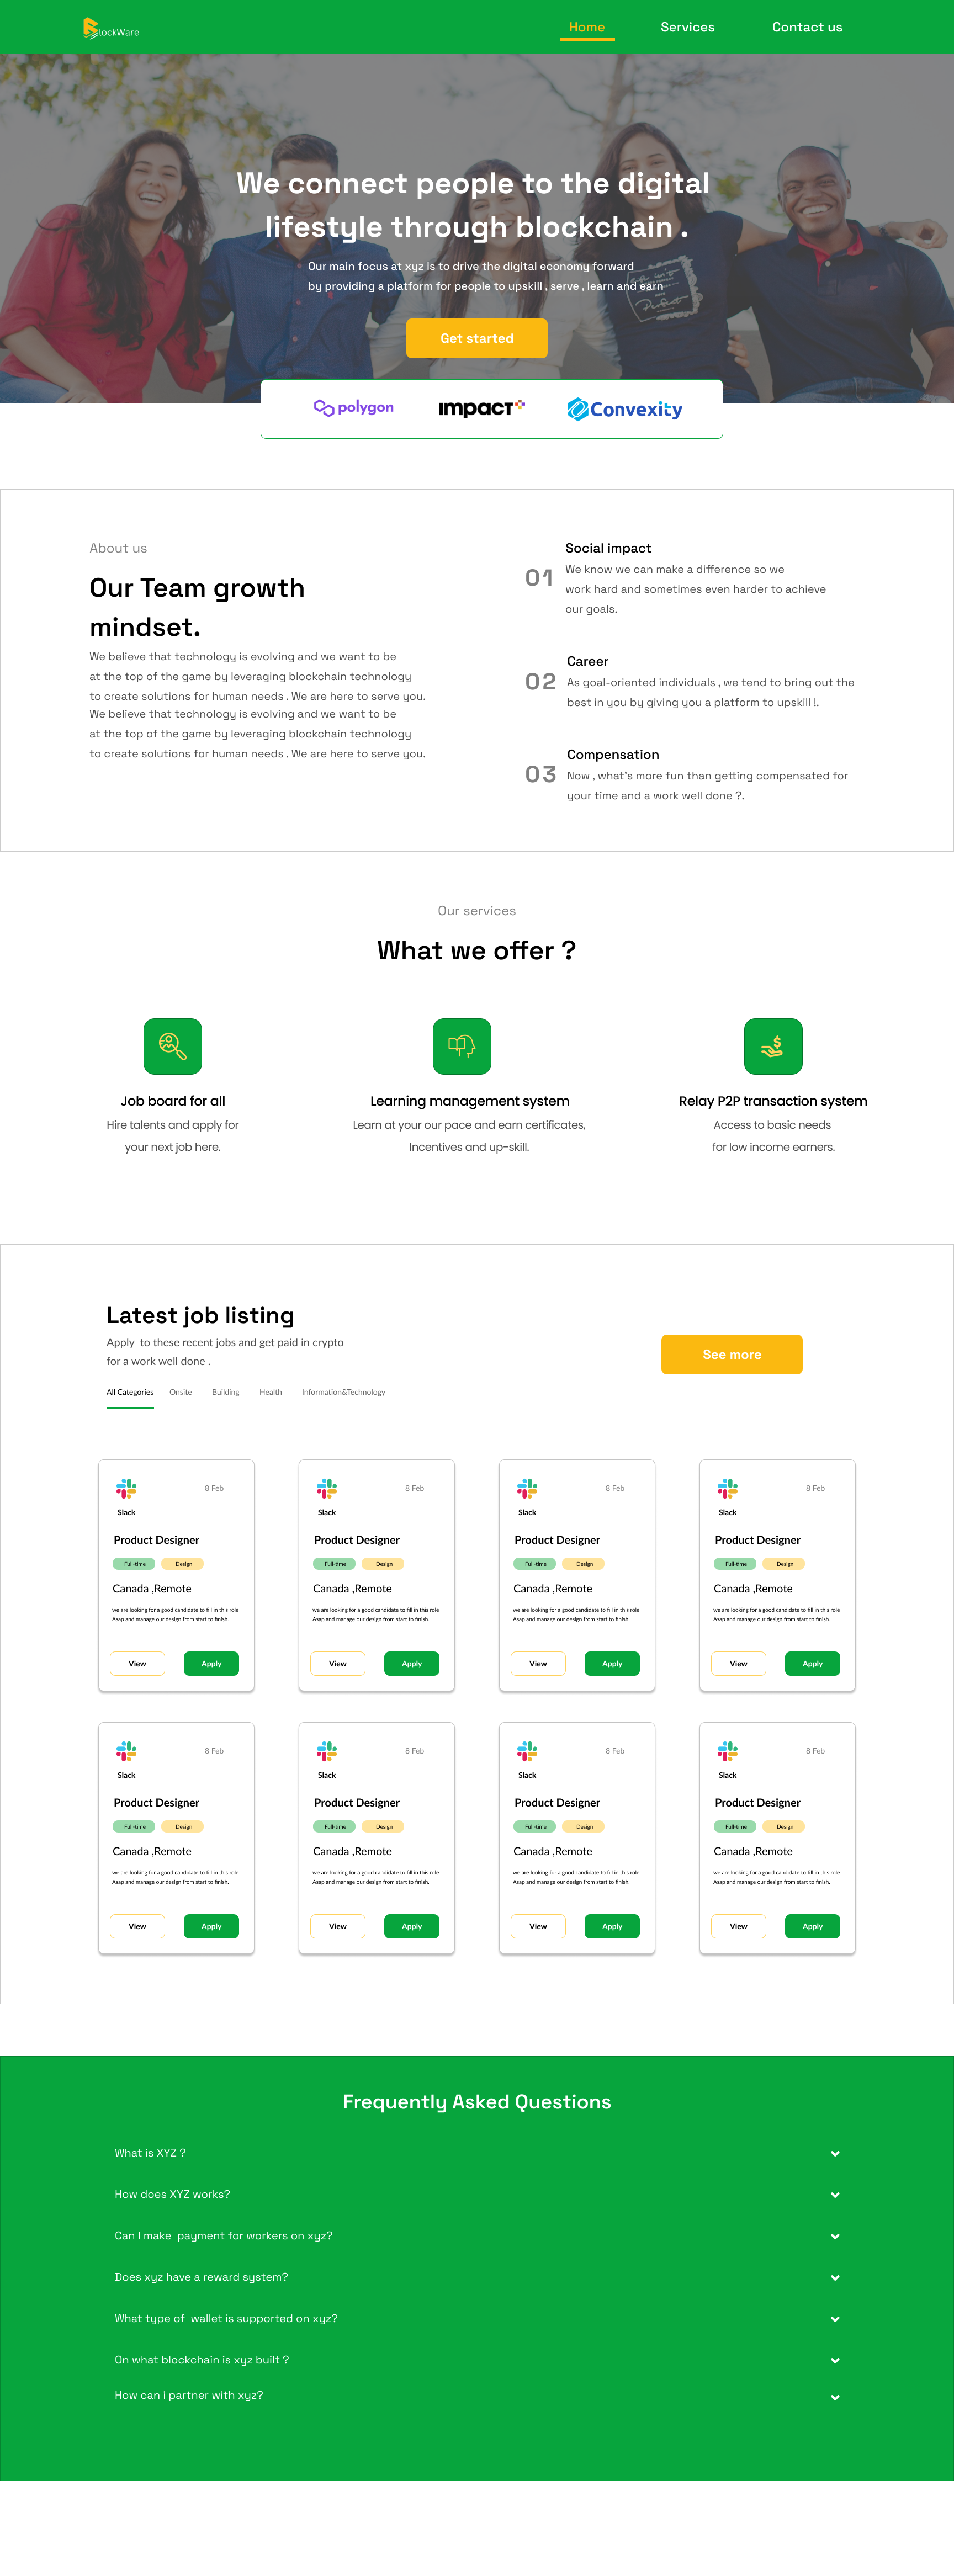 BlockWare
Home
Services
Contact us
We connect people to the digital
lifestyle through blockchain .
Our main focus at xyz is to drive the digital economy forward
by providing a platform for people to upskill , serve , learn and earn
Get started
polygon
impact
Convexity
About us
Our Team growth
mindset.
We believe that technology is evolving and we want to be
at the top of the game by leveraging blockchain technology
to create solutions for human needs . We are here to serve you.
We believe that technology is evolving and we want to be
at the top of the game by leveraging blockchain technology
to create solutions for human needs . We are here to serve you.
01
Social impact
We know we can make a difference so we
work hard and sometimes even harder to achieve
our goals.
02
Career
As goal-oriented individuals , we tend to bring out the
best in you by giving you a platform to upskill !.
03
Compensation
Now , what's more fun than getting compensated for
your time and a work well done ?.
Our services
What we offer ?
Job board for all
Hire talents and apply for
your next job here.
Learning management system
Learn at your our pace and earn certificates,
Incentives and up-skill.
Relay P2P transaction system
Access to basic needs
for low income earners.
Latest job listing
Apply  to these recent jobs and get paid in crypto
for a work well done .
See more
All Categories
Onsite
Building
Health
Information&Technology
8 Feb
Slack
Product Designer
Full-time
Design
Canada ,Remote
we are looking for a good candidate to fill in this role
Asap and manage our design from start to finish.
View
Apply
8 Feb
Slack
Product Designer
Full-time
Design
Canada ,Remote
we are looking for a good candidate to fill in this role
Asap and manage our design from start to finish.
View
Apply
8 Feb
Slack
Product Designer
Full-time
Design
Canada ,Remote
we are looking for a good candidate to fill in this role
Asap and manage our design from start to finish.
View
Apply
8 Feb
Slack
Product Designer
Full-time
Design
Canada ,Remote
we are looking for a good candidate to fill in this role
Asap and manage our design from start to finish.
View
Apply
8 Feb
Slack
Product Designer
Full-time
Design
Canada ,Remote
we are looking for a good candidate to fill in this role
Asap and manage our design from start to finish.
View
Apply
8 Feb
Slack
Product Designer
Full-time
Design
Canada ,Remote
we are looking for a good candidate to fill in this role
Asap and manage our design from start to finish.
View
Apply
8 Feb
Slack
Product Designer
Full-time
Design
Canada ,Remote
we are looking for a good candidate to fill in this role
Asap and manage our design from start to finish.
View
Apply
8 Feb
Slack
Product Designer
Full-time
Design
Canada ,Remote
we are looking for a good candidate to fill in this role
Asap and manage our design from start to finish.
View
Apply
Frequently Asked Questions
What is XYZ ?
How does XYZ works?
Can I make  payment for workers on xyz?
Does xyz have a reward system?
What type of  wallet is supported on xyz?
On what blockchain is xyz built ?
How can i partner with xyz?